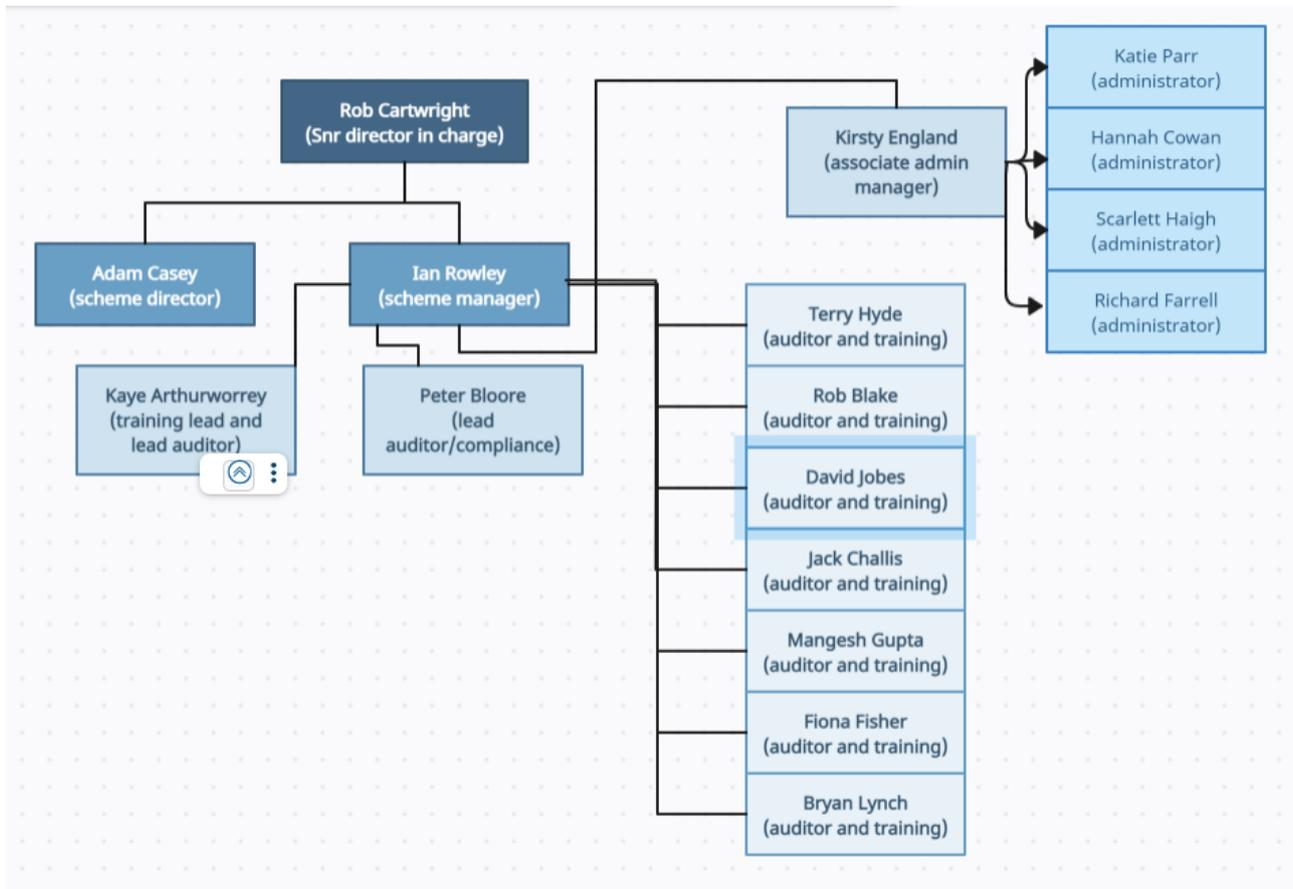 Rob Cartwright
(Snr director in charge)
Adam Casey
(scheme director)
Ian Rowley
(scheme manager)
Kaye Arthurworrey
(training lead and
lead auditor)
Peter Bloore
(lead
auditor/compliance)
Kirsty England
(associate admin
manager)
Katie Parr
(administrator)
Hannah Cowan
(administrator)
Scarlett Haigh
(administrator)
Richard Farrell
(administrator)
Terry Hyde
(auditor and training)
Rob Blake
(auditor and training)
David Jobes
(auditor and training)
Jack Challis
(auditor and training)
Mangesh Gupta
(auditor and training)
Fiona Fisher
(auditor and training)
Bryan Lynch
(auditor and training)